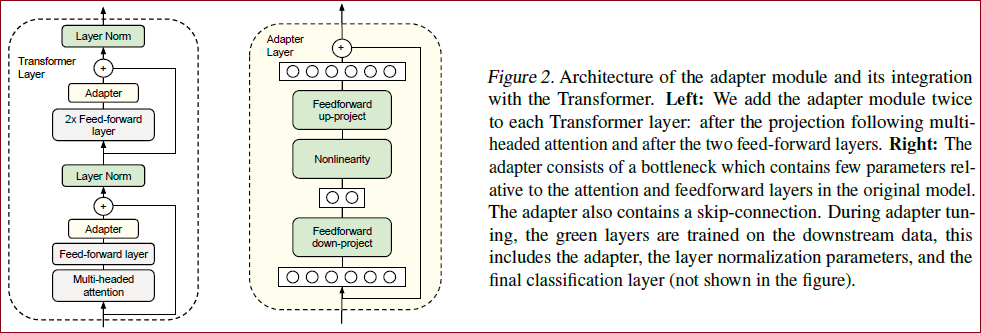 Layer Norm
Transformer
Layer
+
Adapter
2x Feed-forward
layer
Layer Norm
+
Adapter
Feed-forward layer
Multi-headed
attention
Adapter
Layer
+
Feedforward
up-project
Nonlinearity
Feedforward
down-project
Figure 2. Architecture of the adapter module and its integration
with the Transformer. Left: We add the adapter module twice
to each Transformer layer: after the projection following multi-
headed attention and after the two feed-forward layers. Right: The
adapter consists of a bottleneck which contains few parameters rel-
ative to the attention and feedforward layers in the original model.
The adapter also contains a skip-connection. During adapter tun-
ing, the green layers are trained on the downstream data, this
includes the adapter, the layer normalization parameters, and the
final classification layer (not shown in the figure).